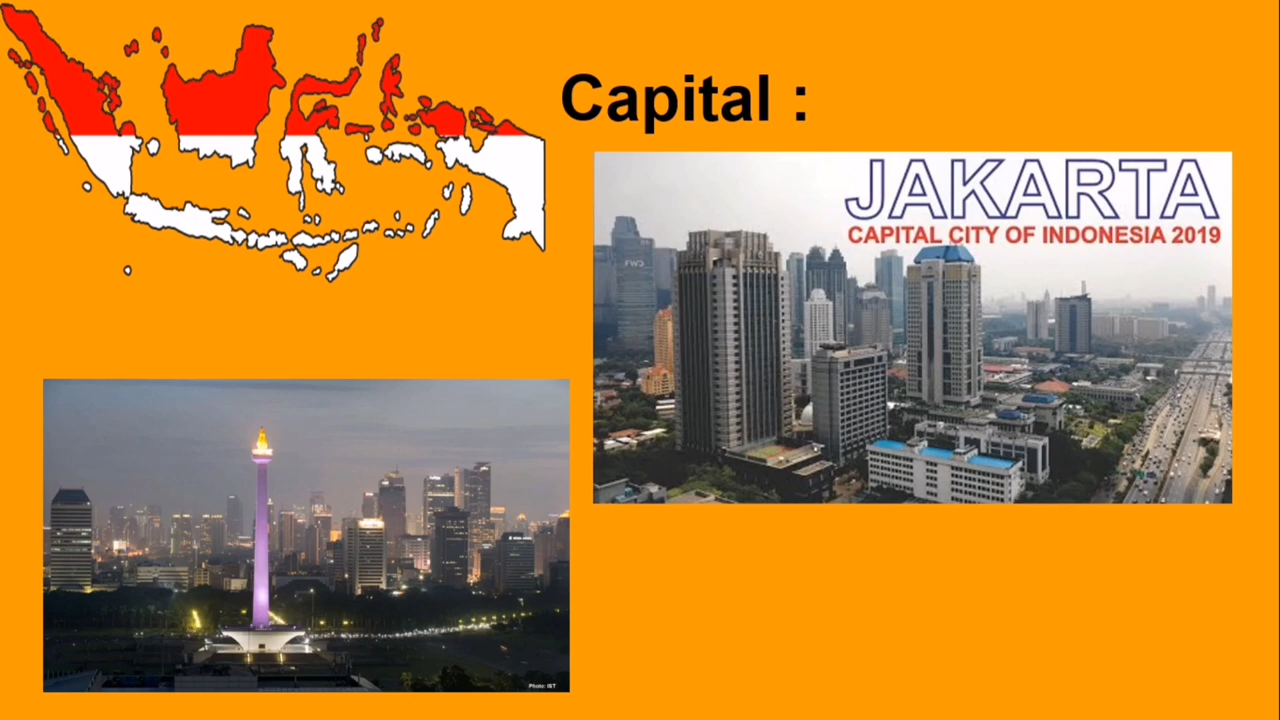 Capital :
JAKARTA
CAPITAL CITY OF INDONESIA 2019
FWD
Photo: IST